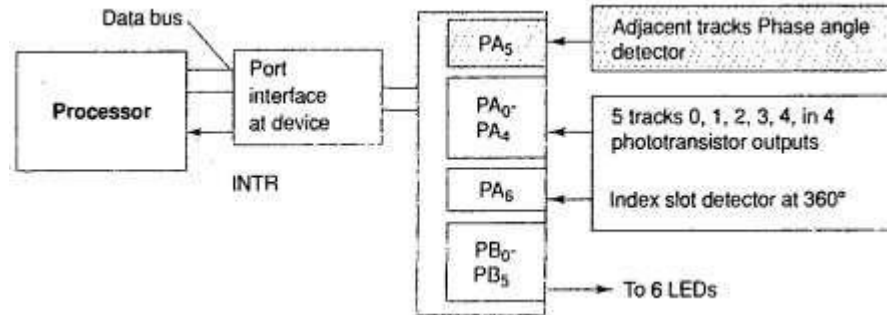 Data bus
Processor
Port
interface
at device
INTR
PA5
PA0-
PA4
PA6
PB0-
PB5
Adjacent tracks Phase angle
detector
5 tracks 0, 1, 2, 3, 4, in 4
phototransistor outputs
Index slot detector at 360°
To 6 LEDs